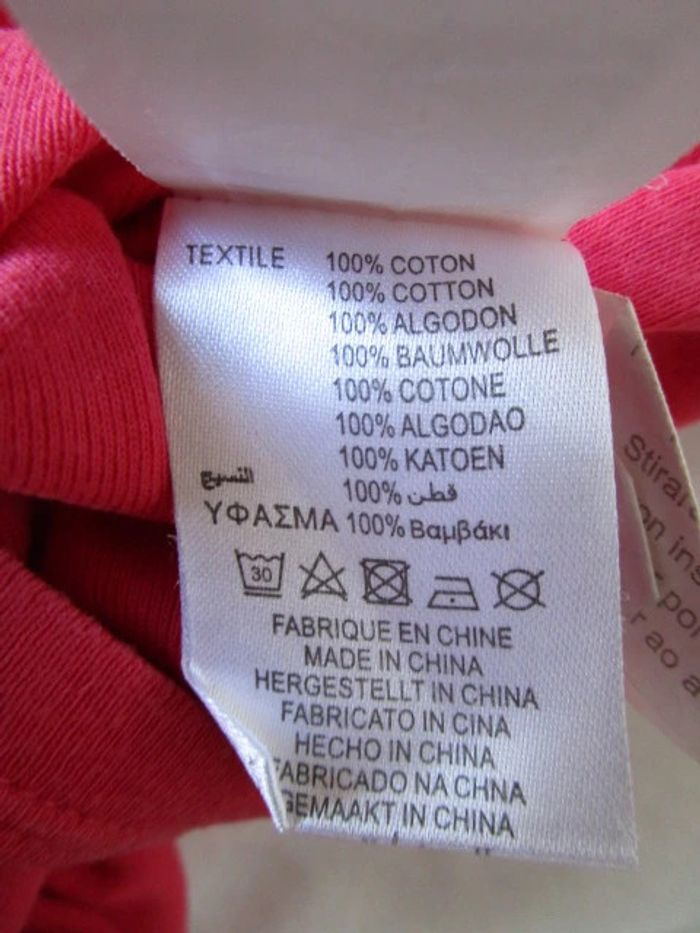 TEXTILE 100% COTON
100% COTTON
100% ALGODON
100% BAUMWOLLE
100% COTONE
100% ALGODAO
100% KATOEN
النسيج 100% قطن
ΥΦΑΣΜΑ 100% Βαμβάκι
30
FABRIQUE EN CHINE
MADE IN CHINA
HERGESTELLT IN CHINA
FABRICATO IN CINA
HECHO IN CHINA
FABRICADO NA CHNA
GEMAAKT IN CHINA
Stirar